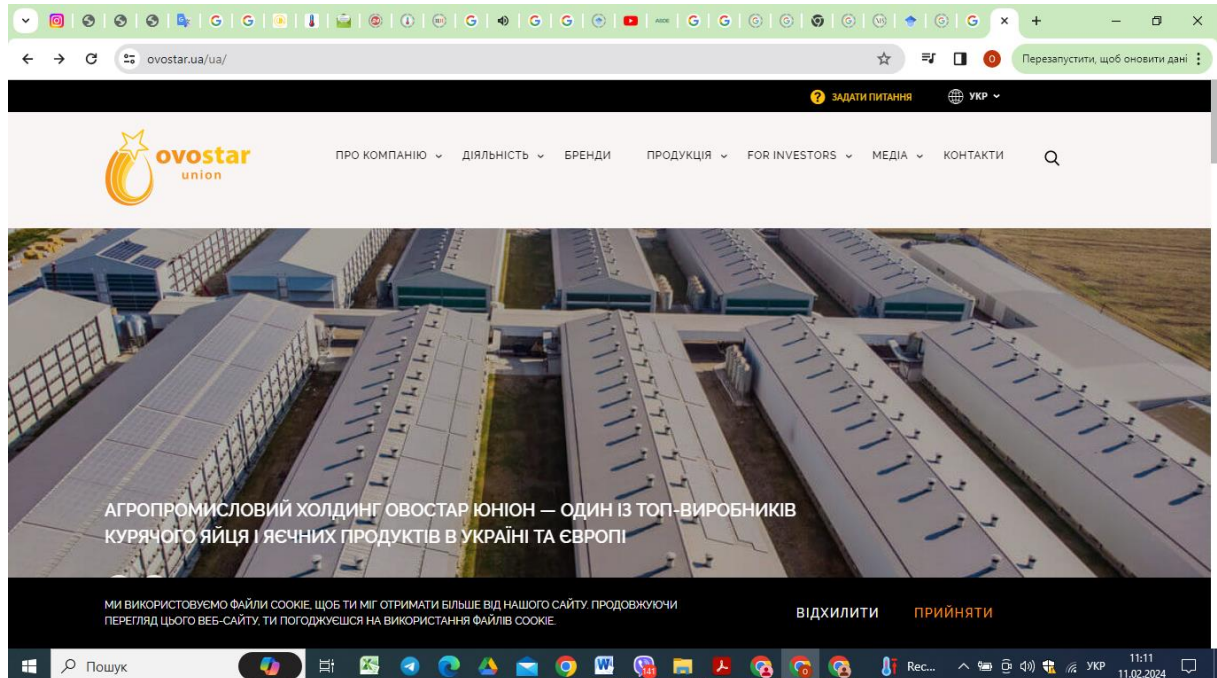 ovostar.ua/ua/
Перезапустити, щоб оновити дані
ЗАДАТИ ПИТАННЯ
УКР
ovostar
union
ПРО КОМПАНІЮ
ДІЯЛЬНІСТЬ
БРЕНДИ
ПРОДУКЦІЯ
FOR INVESTORS
МЕДІА
КОНТАКТИ
АГРОПРОМИСЛОВИЙ ХОЛДИНГ ОВОСТАР ЮНІОН — ОДИН ІЗ ТОП-ВИРОБНИКІВ
КУРЯЧОГО ЯЙЦЯ І ЯЄЧНИХ ПРОДУКТІВ В УКРАЇНІ ТА ЄВРОПІ
МИ ВИКОРИСТОВУЄМО ФАЙЛИ COOKIE, ЩОБ ТИ МІГ ОТРИМАТИ БІЛЬШЕ ВІД НАШОГО САЙТУ. ПРОДОВЖУЮЧИ
ПЕРЕГЛЯД ЦЬОГО ВЕБ-САЙТУ, ТИ ПОГОДЖУЄШСЯ НА ВИКОРИСТАННЯ ФАЙЛІВ COOKIE.
ВІДХИЛИТИ
ПРИЙНЯТИ
Пошук
141
Rec...
УКР
11:11
11.02.2024